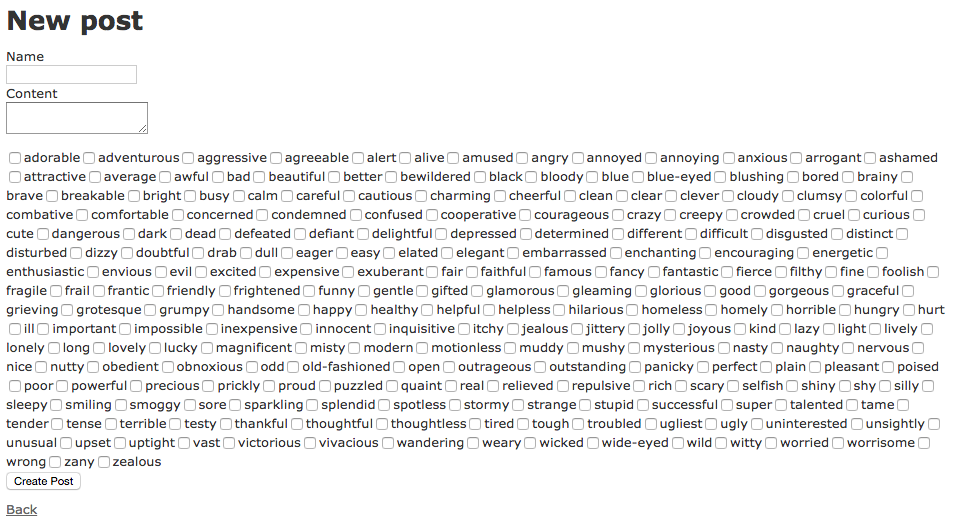 New post
Name
Content
adorable adventurous aggressive agreeable alert alive amused angry annoyed annoying anxious arrogant ashamed
attractive average awful bad beautiful better bewildered black bloody blue blue-eyed blushing bored brainy
brave breakable bright busy calm careful cautious charming cheerful clean clear clever cloudy clumsy colorful
combative comfortable concerned condemned confused cooperative courageous crazy creepy crowded cruel curious
cute dangerous dark dead defeated defiant delightful depressed determined different difficult disgusted distinct
disturbed dizzy doubtful drab dull eager easy elated elegant embarrassed enchanting encouraging energetic
enthusiastic envious evil excited expensive exuberant fair faithful famous fancy fantastic fierce filthy fine foolish
fragile frail frantic friendly frightened funny gentle gifted glamorous gleaming glorious good gorgeous graceful
grieving grotesque grumpy handsome happy healthy helpful helpless hilarious homeless homely horrible hungry hurt
ill important impossible inexpensive innocent inquisitive itchy jealous jittery jolly joyous kind lazy light lively
lonely long lovely lucky magnificent misty modern motionless muddy mushy mysterious nasty naughty nervous
nice nutty obedient obnoxious odd old-fashioned open outrageous outstanding panicky perfect plain pleasant poised
poor powerful precious prickly proud puzzled quaint real relieved repulsive rich scary selfish shiny shy silly
sleepy smiling smoggy sore sparkling splendid spotless stormy strange stupid successful super talented tame
tender tense terrible testy thankful thoughtful thoughtless tired tough troubled ugliest ugly uninterested unsightly
unusual upset uptight vast victorious vivacious wandering weary wicked wide-eyed wild witty worried worrisome
wrong zany zealous
Create Post
Back